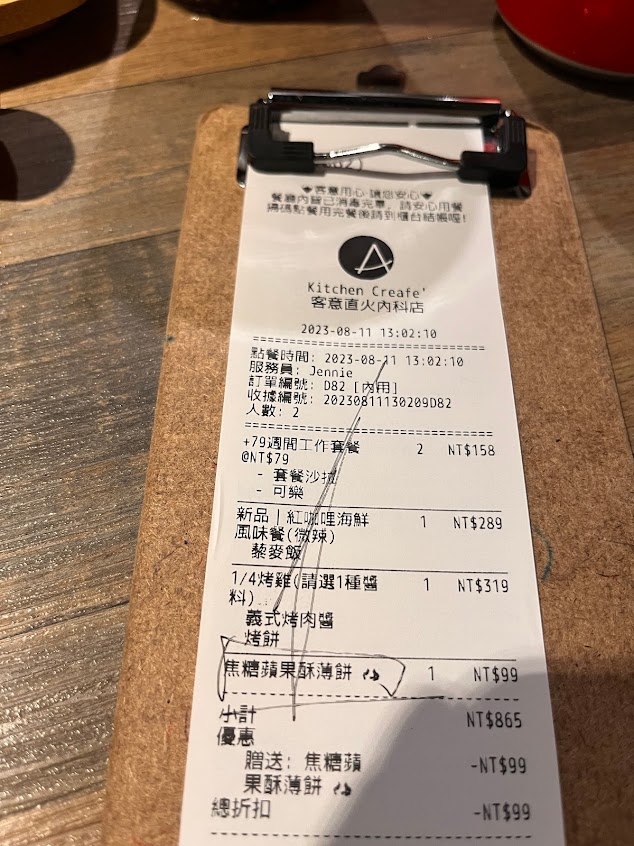 客意用心·請您安心
餐廳內部已消毒完畢，請安心用餐
掃碼點餐用完餐後請到櫃台結帳喔!
Kitchen Creafe'
客意直火內科店
2023-08-11 13:02:10
點餐時間: 2023-08-11 13:02:10
服務員: Jennie
訂單編號: D82 [內用]
收據編號: 20230811130209D82
人數: 2
+79週間工作套餐 2 NT$158
@NT$79
- 套餐沙拉
- 可樂
新品｜紅咖哩海鮮 1 NT$289
風味餐(微辣)
藜麥飯
1/4烤雞(請選1種醬 1 NT$319
料)
義式烤肉醬
烤餅
焦糖蘋果酥薄餅 1 NT$99
小計 NT$865
優惠
贈送: 焦糖蘋 -NT$99
果酥薄餅
總折扣 -NT$99